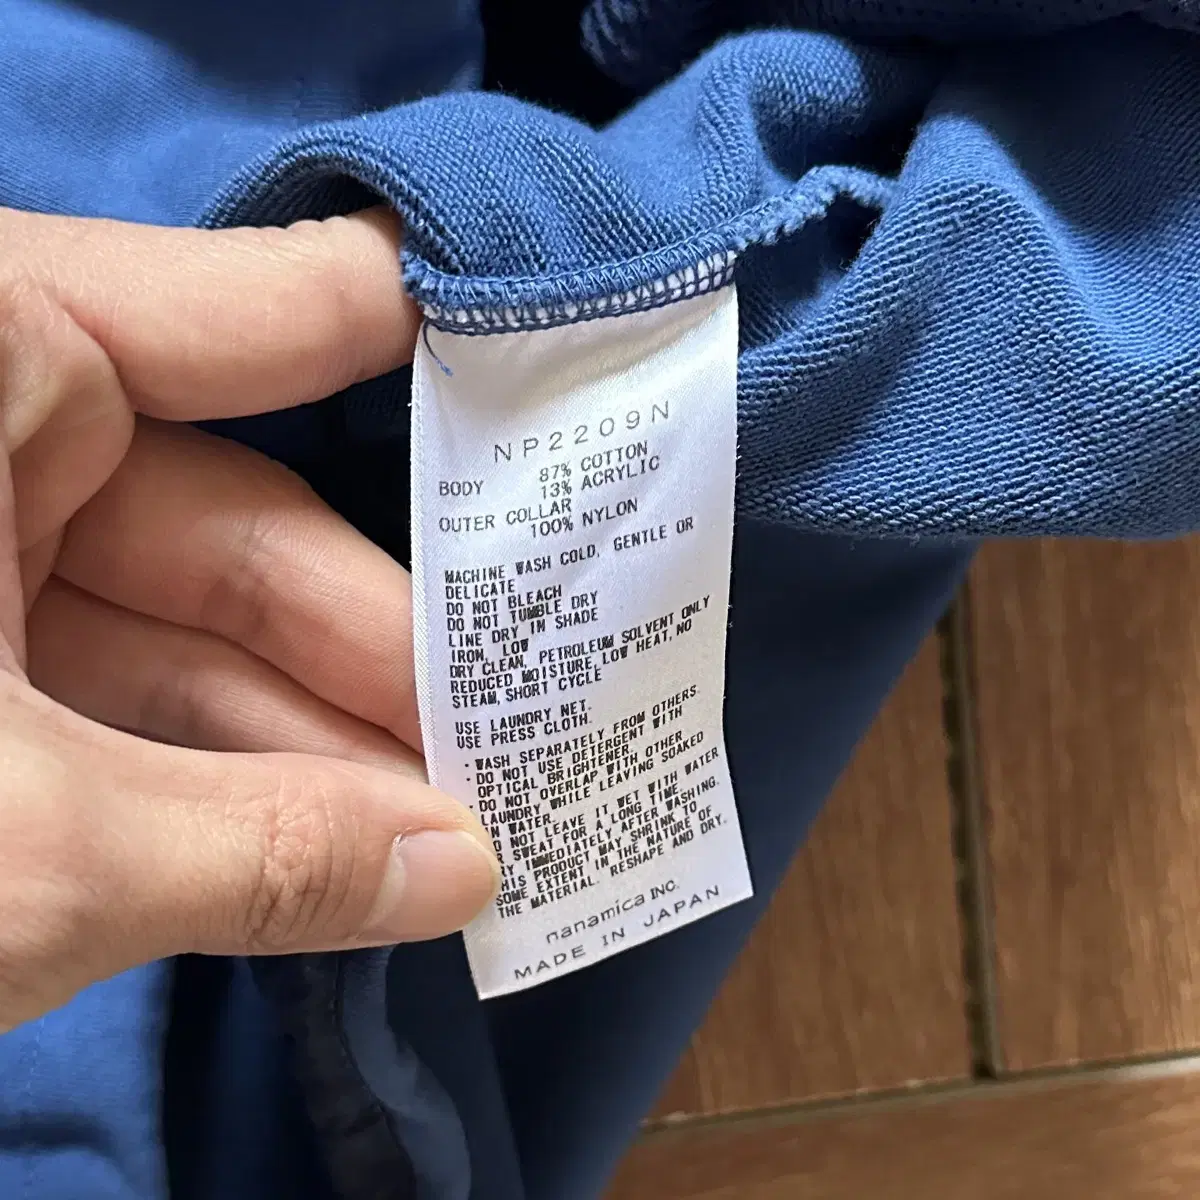 NP2209N
BODY 87% COTTON
13% ACRYLIC
OUTER COLLAR
100% NYLON
MACHINE WASH COLD, GENTLE OR
DELICATE
DO NOT BLEACH
DO NOT TUMBLE DRY
LINE DRY IN SHADE
IRON, LOW
DRY CLEAN, PETROLEUM SOLVENT ONLY
REDUCED MOISTURE, LOW HEAT, NO
STEAM, SHORT CYCLE
USE LAUNDRY NET.
USE PRESS CLOTH.
・WASH SEPARATELY FROM OTHERS.
・DO NOT USE DETERGENT WITH
OPTICAL BRIGHTENER.
・DO NOT OVERLAP WITH OTHER
LAUNDRY WHILE LEAVING SOAKED
N WATER.
O NOT LEAVE IT WET WITH WATER
R SWEAT FOR A LONG TIME.
RY IMMEDIATELY AFTER WASHING.
HIS PRODUCT MAY SHRINK TO
SOME EXTENT IN THE NATURE OF
THE MATERIAL. RESHAPE AND DRY.
nanamica INC.
MADE IN JAPAN